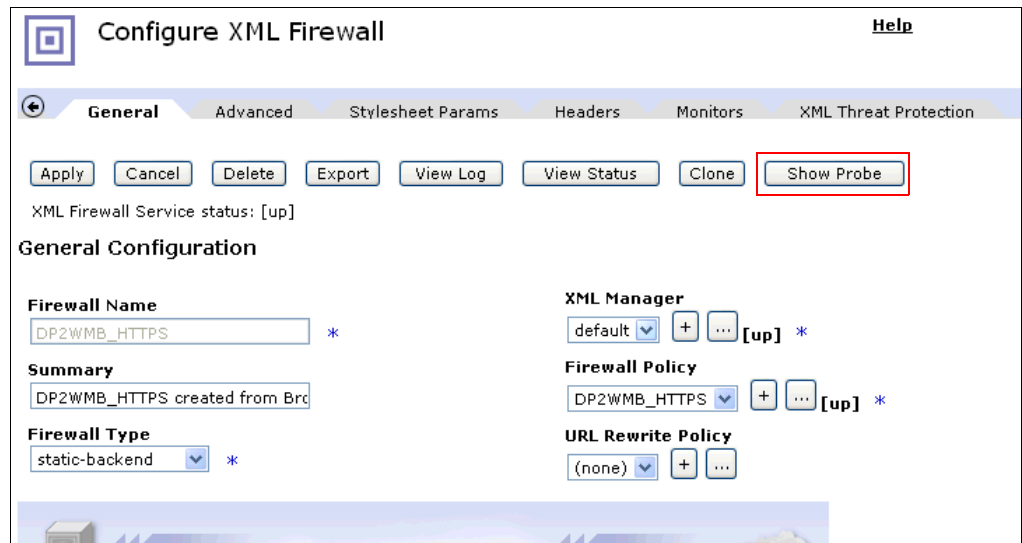 Configure XML Firewall
Help
General Advanced Stylesheet Params Headers Monitors XML Threat Protection
Apply Cancel Delete Export View Log View Status Clone Show Probe
XML Firewall Service status: [up]
General Configuration
Firewall Name
DP2WMB_HTTPS *
Summary
DP2WMB_HTTPS created from Bro
Firewall Type
static-backend *
XML Manager
default + ... [up] *
Firewall Policy
DP2WMB_HTTPS + ... [up] *
URL Rewrite Policy
(none) + ...